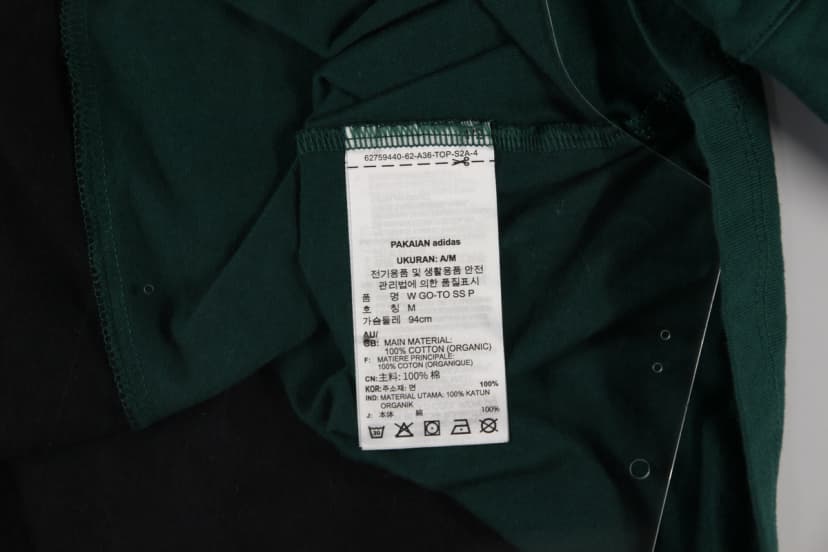 62759440-62-A36-TOP-S2A-4
PAKAIAN adidas
UKURAN: A/M
전기용품 및 생활용품 안전
관리법에 의한 품질표시
품 명 W GO-TO SS P
호 칭 M
가슴둘레 94cm
AU/
GB: MAIN MATERIAL:
100% COTTON (ORGANIC)
F: MATIERE PRINCIPALE:
100% COTON (ORGANIQUE)
CN: 主料: 100% 棉
KOR: 주소재: 면 100%
IND: MATERIAL UTAMA: 100% KATUN
ORGANIK
J: 本体 綿 100%
30